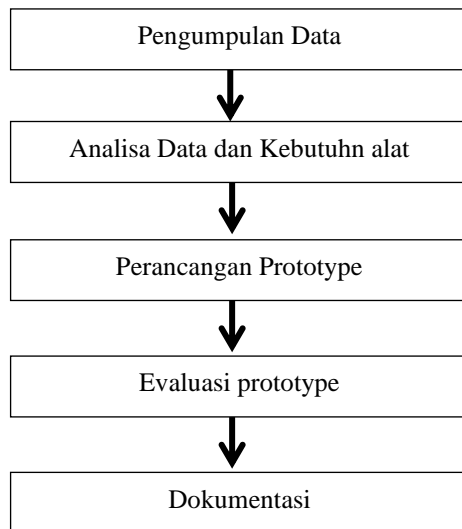 Pengumpulan Data
Analisa Data dan Kebutuhn alat
Perancangan Prototype
Evaluasi prototype
Dokumentasi